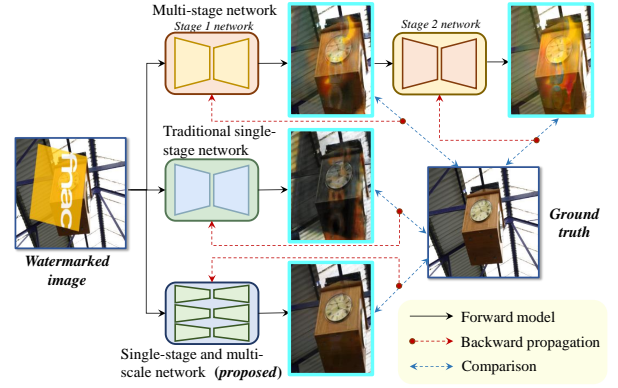 Multi-stage network
Stage 1 network
Stage 2 network
Traditional single-
stage network
fnac
Watermarked
image
Ground
truth
Single-stage and multi-
scale network (proposed)
Forward model
Backward propagation
Comparison